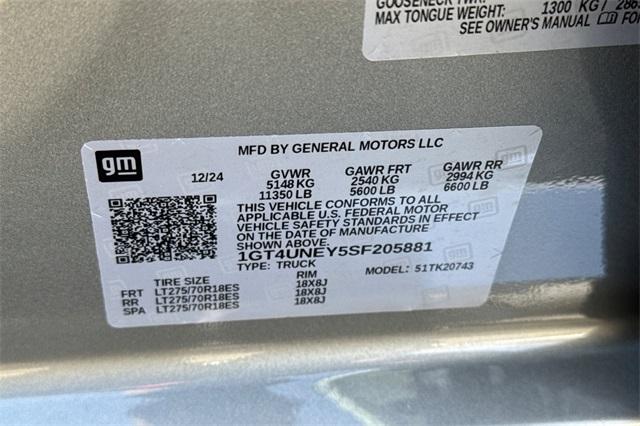 GOOSENECK TWR:
MAX TONGUE WEIGHT: 1300 KG / 286
SEE OWNER'S MANUAL FO
gm
MFD BY GENERAL MOTORS LLC
12/24 GVWR GAWR FRT GAWR RR
5148 KG 2540 KG 2994 KG
11350 LB 5600 LB 6600 LB
THIS VEHICLE CONFORMS TO ALL
APPLICABLE U.S. FEDERAL MOTOR
VEHICLE SAFETY STANDARDS IN EFFECT
ON THE DATE OF MANUFACTURE
SHOWN ABOVE.
1GT4UNEY5SF205881
TYPE: TRUCK MODEL: 51TK20743
TIRE SIZE RIM
FRT LT275/70R18ES 18X8J
RR LT275/70R18ES 18X8J
SPA LT275/70R18ES 18X8J